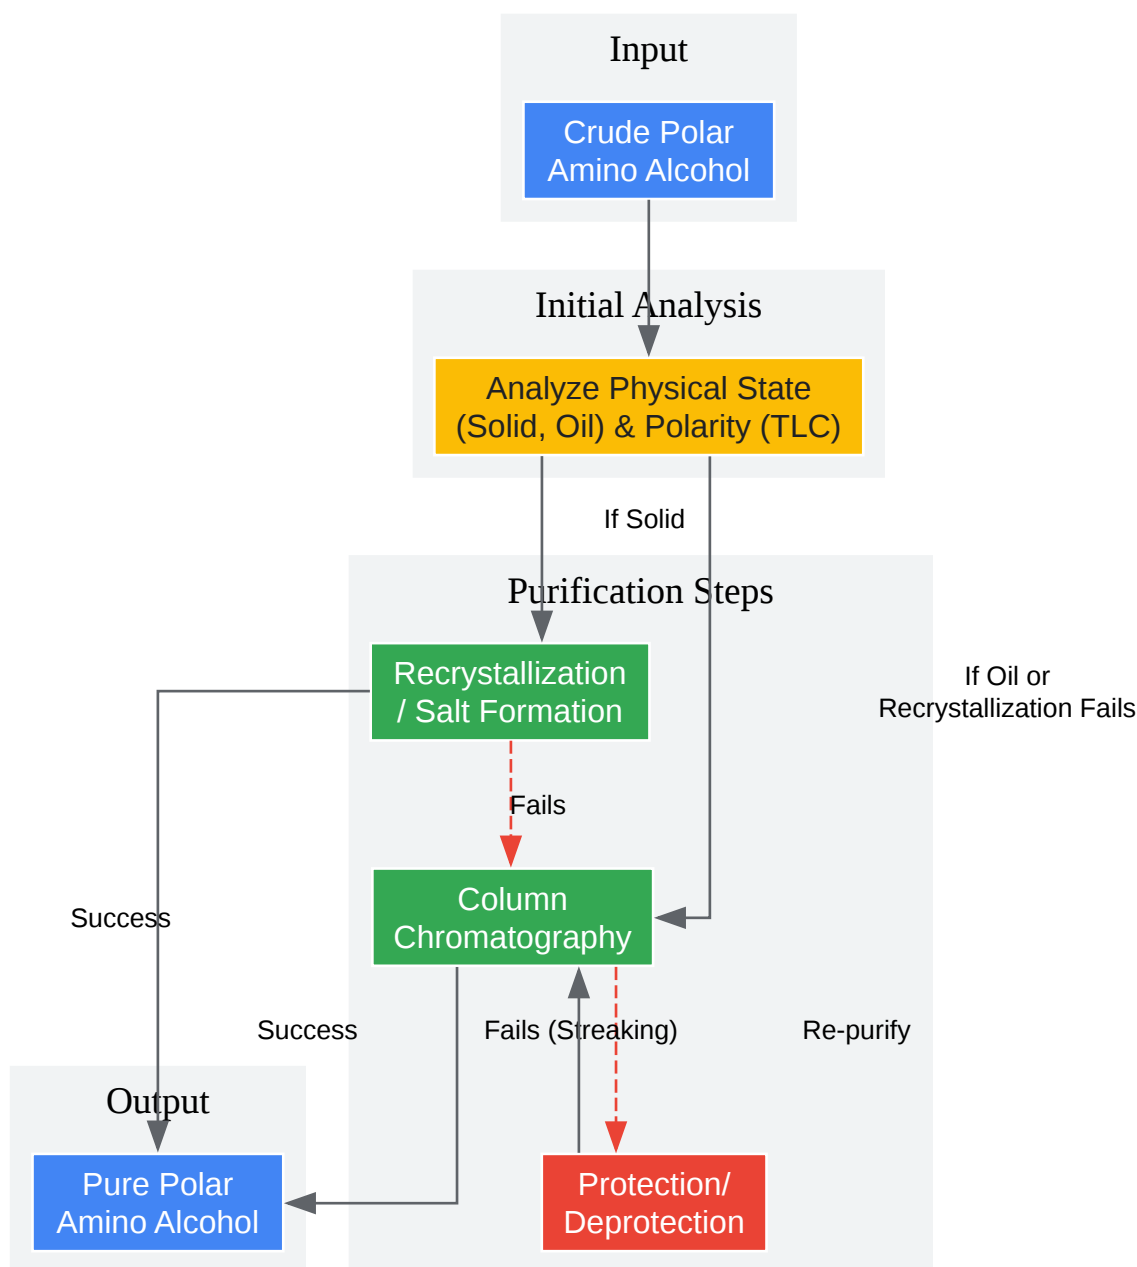 Input
Crude Polar
Amino Alcohol
Initial Analysis
Analyze Physical State
(Solid, Oil) & Polarity (TLC)
If Solid
Purification Steps
Recrystallization
/ Salt Formation
If Oil or
Recrystallization Fails
Fails
Column
Chromatography
Success
Success
Fails (Streaking)
Re-purify
Output
Pure Polar
Amino Alcohol
Protection/
Deprotection